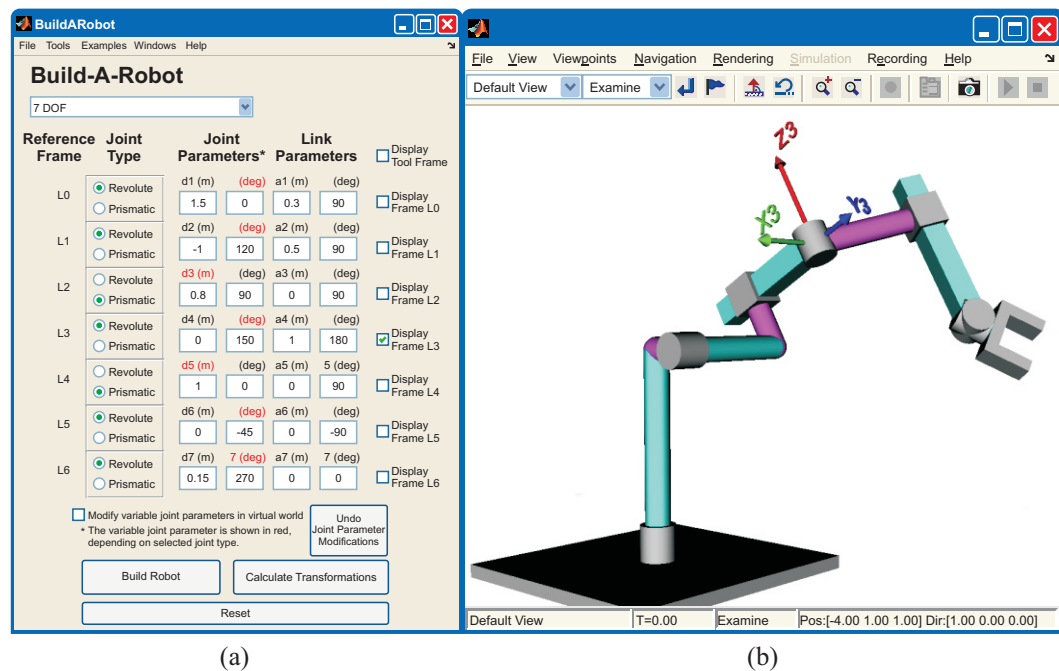 BuildARobot
File Tools Examples Windows Help
Build-A-Robot
7 DOF
Reference Frame Joint Type Joint Parameters* Link Parameters
Display Tool Frame
d1 (m) (deg) a1 (m) (deg)
L0 Revolute Prismatic 1.5 0 0.3 90 Display Frame L0
d2 (m) (deg) a2 (m) (deg)
L1 Revolute Prismatic -1 120 0.5 90 Display Frame L1
d3 (m) (deg) a3 (m) (deg)
L2 Revolute Prismatic 0.8 90 0 90 Display Frame L2
d4 (m) (deg) a4 (m) (deg)
L3 Revolute Prismatic 0 150 1 180 Display Frame L3
d5 (m) (deg) a5 (m) 5 (deg)
L4 Revolute Prismatic 1 0 0 90 Display Frame L4
d6 (m) (deg) a6 (m) (deg)
L5 Revolute Prismatic 0 -45 0 -90 Display Frame L5
d7 (m) 7 (deg) a7 (m) 7 (deg)
L6 Revolute Prismatic 0.15 270 0 0 Display Frame L6
Modify variable joint parameters in virtual world
* The variable joint parameter is shown in red,
depending on selected joint type.
Undo
Joint Parameter
Modifications
Build Robot
Calculate Transformations
Reset
(a)
File View Viewpoints Navigation Rendering Simulation Recording Help
Default View Examine
Z3
X3
Y3
Default View T=0.00 Examine Pos:[-4.00 1.00 1.00] Dir:[1.00 0.00 0.00]
(b)